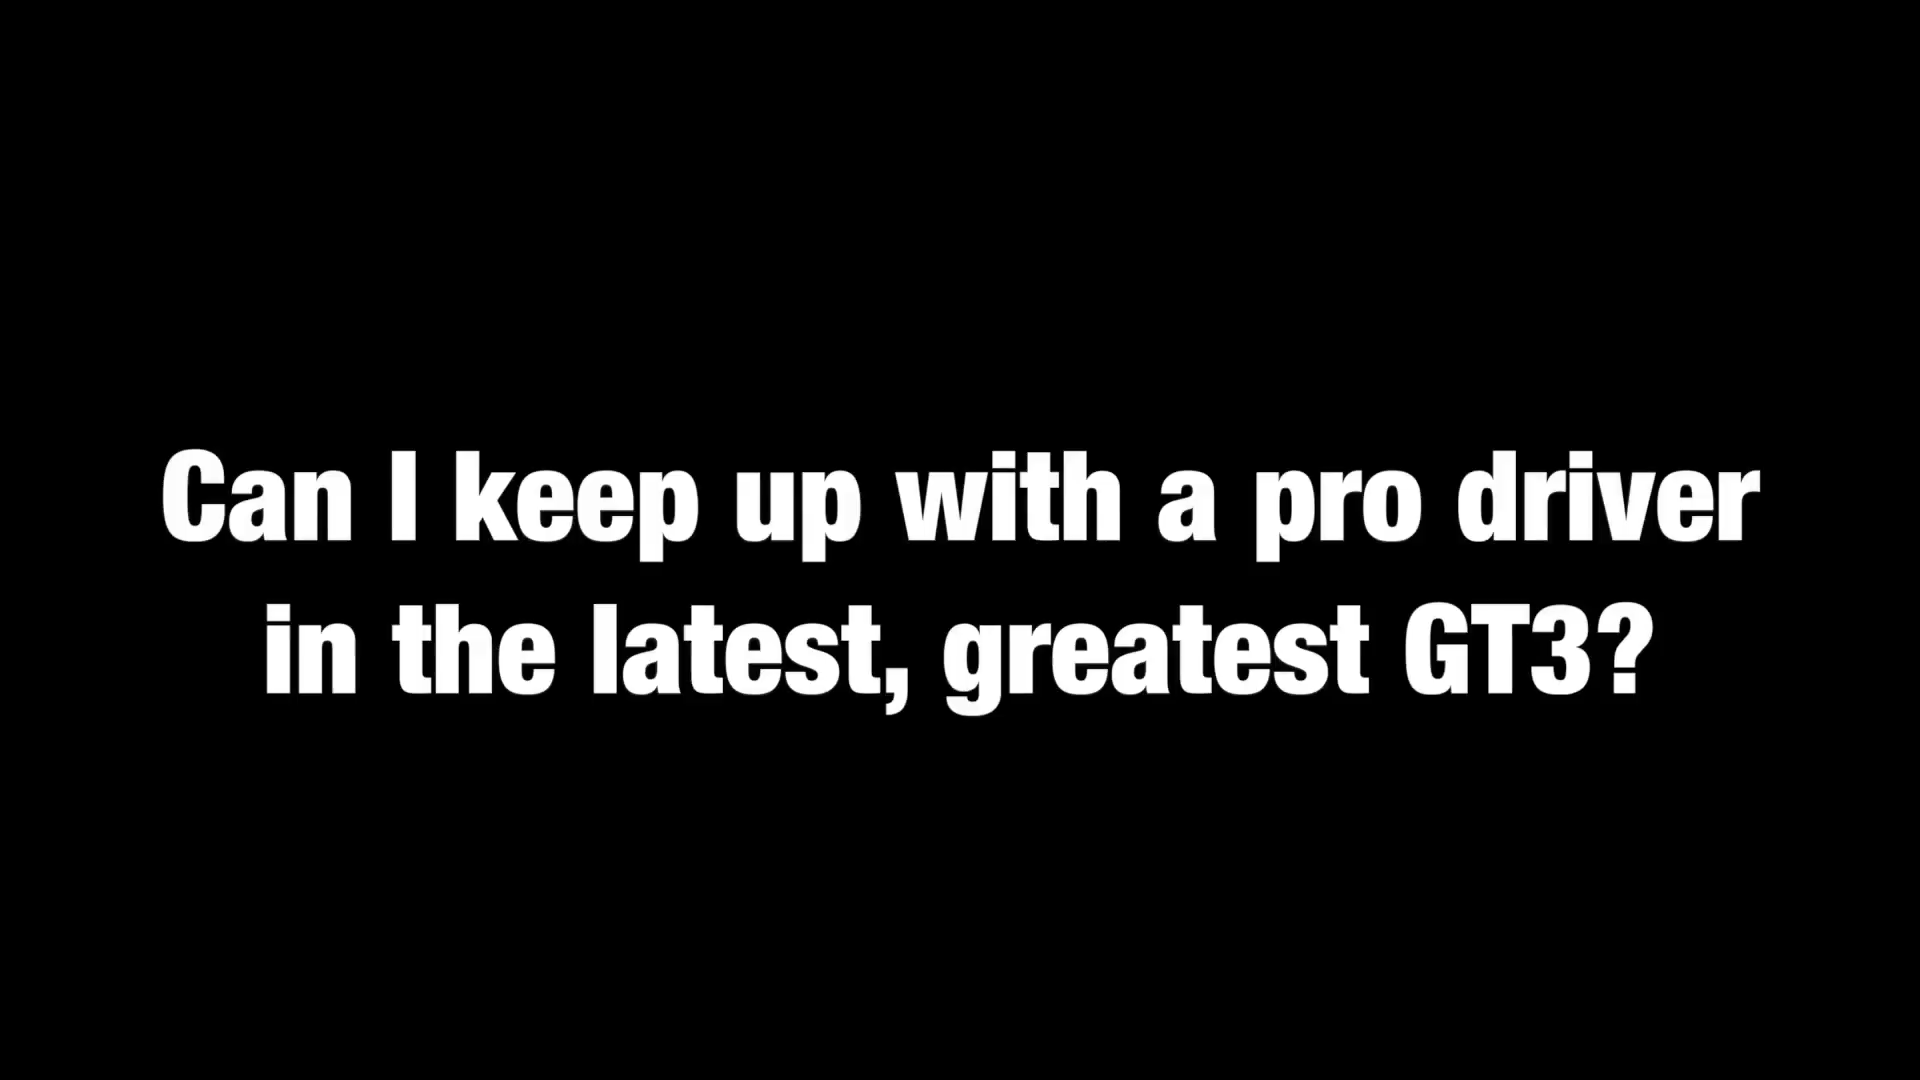 Can I keep up with a pro driver
in the latest, greatest GT3?